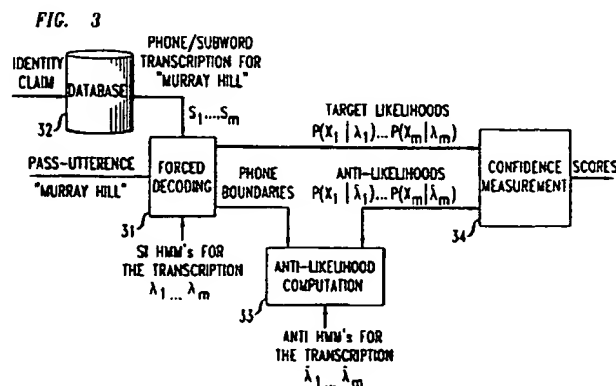 FIG. 3
IDENTITY
CLAIM
DATABASE
32
PHONE/SUBWORD
TRANSCRIPTION FOR
"MURRAY HILL"
S1....Sm
PASS-UTTERENCE
"MURRAY HILL"
FORCED
DECODING
31
SI HMM's FOR
THE TRANSCRIPTION
λ1... λm
PHONE
BOUNDARIES
TARGET LIKELIHOODS
P(X1 | λ1)... P(Xm | λm)
ANTI-LIKELIHOODS
P(X1 | λ̄1)... P(Xm | λ̄m)
ANTI-LIKELIHOOD
COMPUTATION
33
ANTI HMM's FOR
THE TRANSCRIPTION
λ̄1... λ̄m
CONFIDENCE
MEASUREMENT
34
SCORES